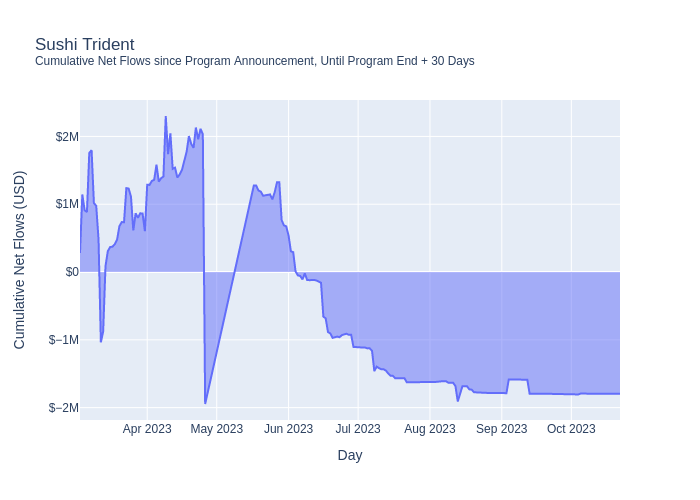 Sushi Trident
Cumulative Net Flows since Program Announcement, Until Program End + 30 Days
Cumulative Net Flows (USD)
$2M
$1M
$0
$−1M
$−2M
Apr 2023 May 2023 Jun 2023 Jul 2023 Aug 2023 Sep 2023 Oct 2023
Day